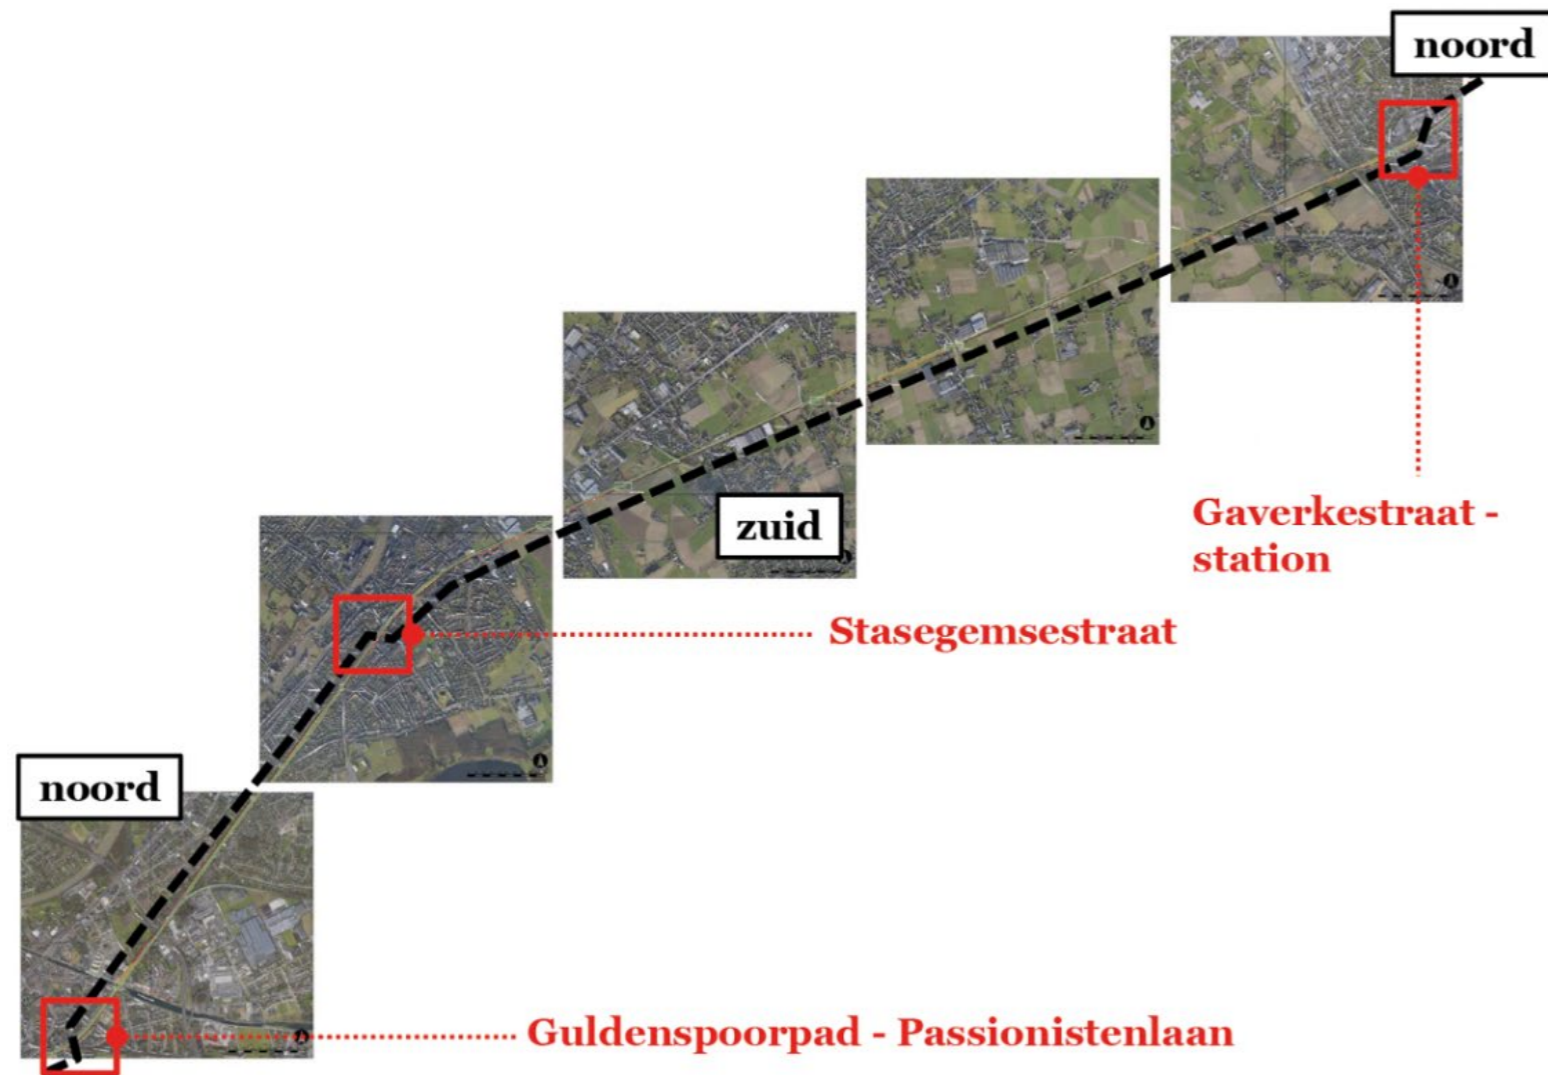 noord
Gaverkestraat -
station
zuid
Stasegemsestraat
noord
Guldenspoorpad - Passionistenlaan